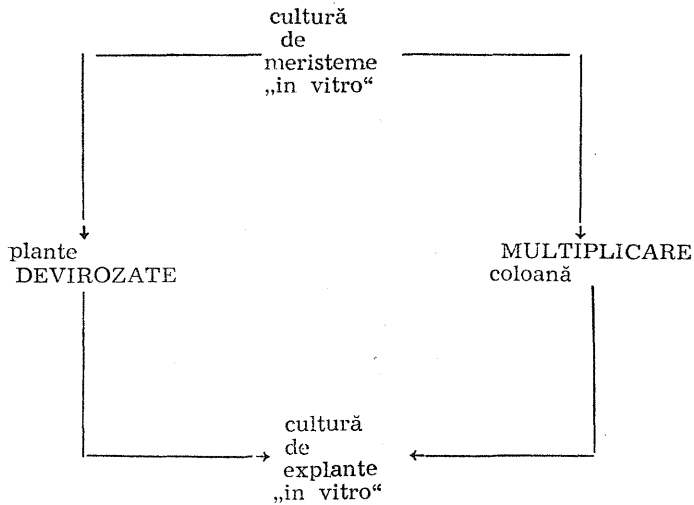 cultură
de
meristeme
„in vitro“
plante
DEVIROZATE
MULTIPLICARE
coloană
cultură
de
explante
„in vitro“